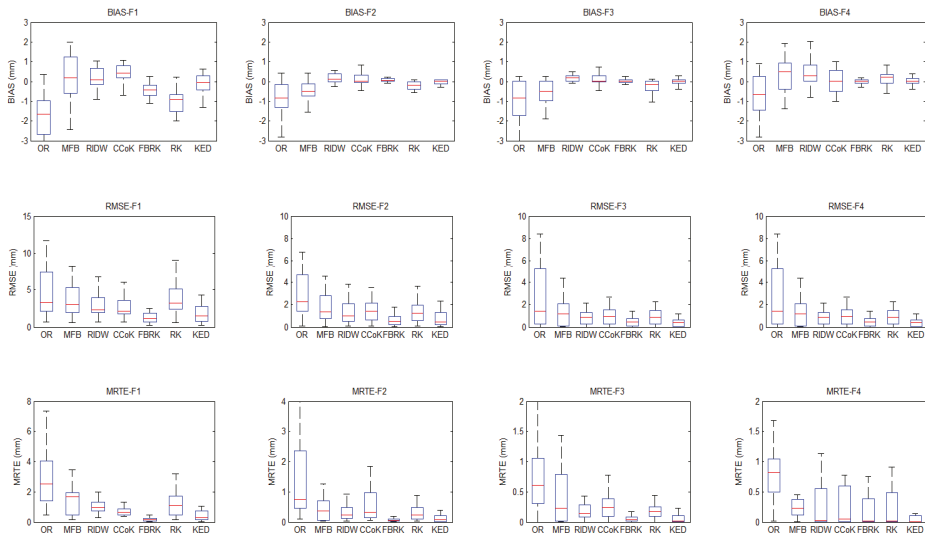 BIAS-F1 BIAS-F2 BIAS-F3 BIAS-F4
BIAS (mm) 3 2 1 0 -1 -2 -3
OR MFB RIDW CCoK FBRK RK KED
BIAS (mm) 3 2 1 0 -1 -2 -3
OR MFB RIDW CCoK FBRK RK KED
BIAS (mm) 3 2 1 0 -1 -2 -3
OR MFB RIDW CCoK FBRK RK KED
BIAS (mm) 3 2 1 0 -1 -2 -3
OR MFB RIDW CCoK FBRK RK KED
RMSE-F1 RMSE-F2 RMSE-F3 RMSE-F4
RMSE (mm) 15 10 5 0
OR MFB RIDW CCoK FBRK RK KED
RMSE (mm) 10 8 6 4 2 0
OR MFB RIDW CCoK FBRK RK KED
RMSE (mm) 10 8 6 4 2 0
OR MFB RIDW CCoK FBRK RK KED
RMSE (mm) 10 8 6 4 2 0
OR MFB RIDW CCoK FBRK RK KED
MRTE-F1 MRTE-F2 MRTE-F3 MRTE-F4
MRTE (mm) 8 6 4 2 0
OR MFB RIDW CCoK FBRK RK KED
MRTE (mm) 4 3 2 1 0
OR MFB RIDW CCoK FBRK RK KED
MRTE (mm) 2 1.5 1 0.5 0
OR MFB RIDW CCoK FBRK RK KED
MRTE (mm) 2 1.5 1 0.5 0
OR MFB RIDW CCoK FBRK RK KED